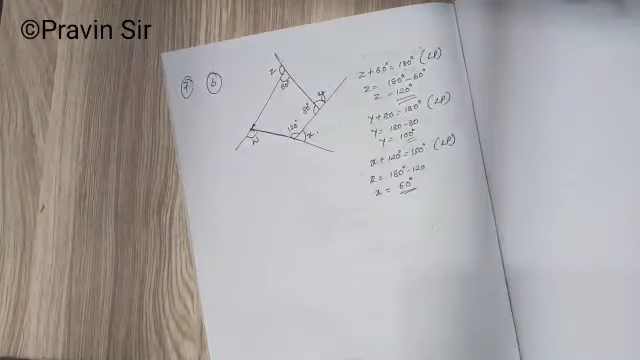 ©Pravin Sir
7 b
z
60°
y
80°
120°
x
w
z + 60° = 180° (LP)
z = 180° - 60°
z = 120°
y + 80 = 180° (LP)
y = 180 - 80
y = 100°
x + 120° = 180° (LP)
x = 180° - 120
x = 60°